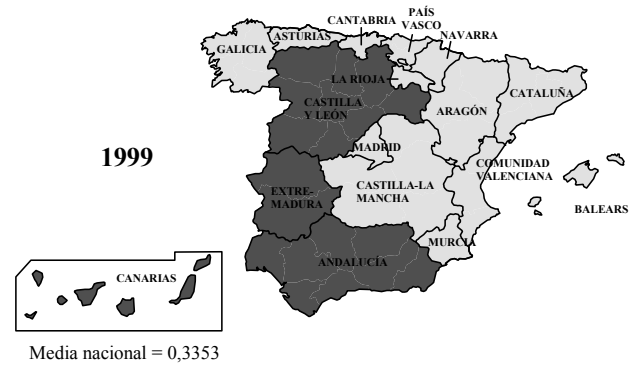 PAÍS
VASCO
CANTABRIA
ASTURIAS
NAVARRA
GALICIA
LA RIOJA
CATALUÑA
CASTILLA
Y LEÓN
ARAGÓN
MADRID
1999
COMUNIDAD
VALENCIANA
EXTRE-
MADURA
CASTILLA-LA
MANCHA
BALEARS
MURCIA
ANDALUCÍA
CANARIAS
Media nacional = 0,3353